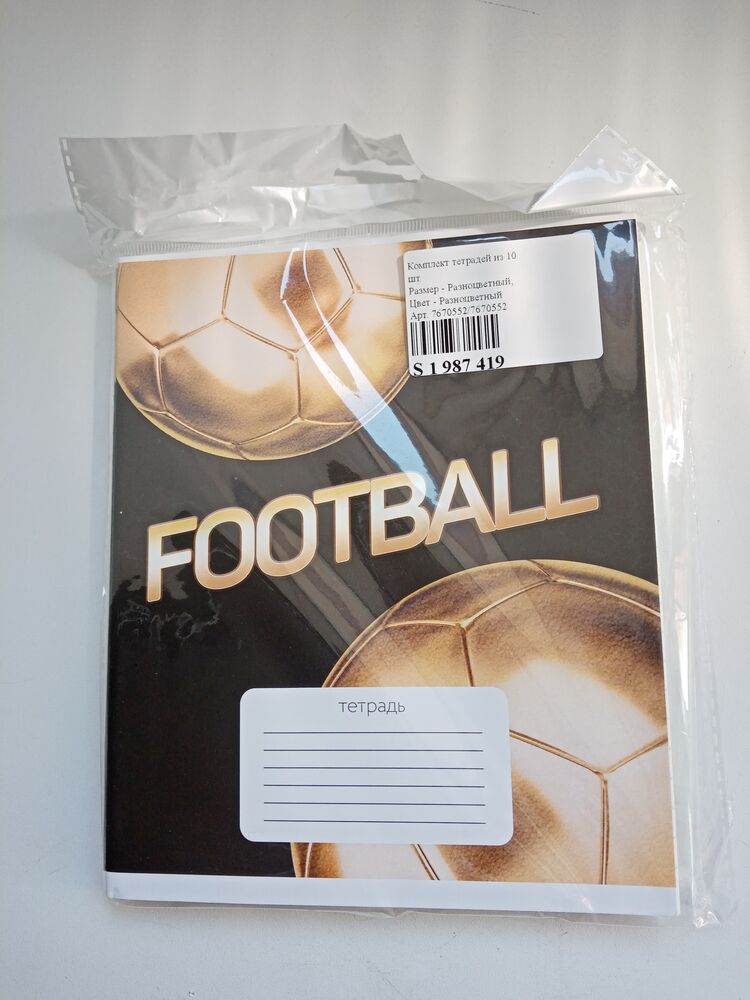 Комплект тетрадей из 10
шт
Размер - Разноцветный,
Цвет - Разноцветный
Арт. 7670552/7670552
S 1 987 419
FOOTBALL
тетрадь